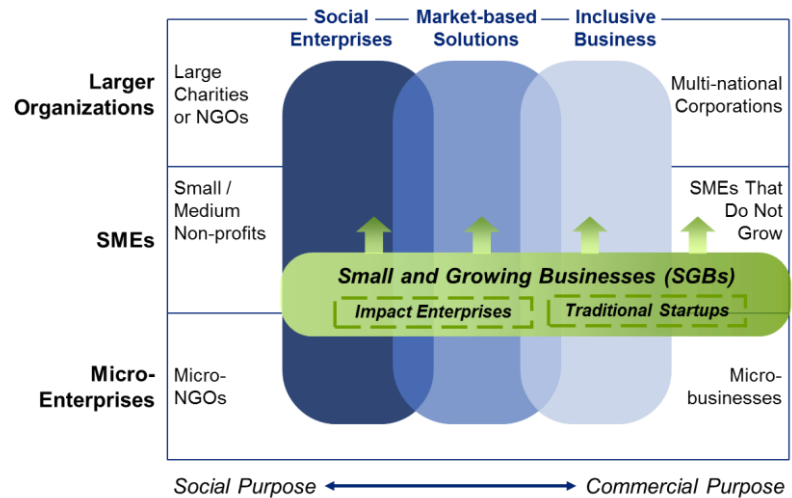 Social
Enterprises
Market-based
Solutions
Inclusive
Business
Larger
Organizations
Large
Charities
or NGOs
Multi-national
Corporations
SMEs
Small /
Medium
Non-profits
SMEs That
Do Not
Grow
Small and Growing Businesses (SGBs)
Impact Enterprises
Traditional Startups
Micro-
Enterprises
Micro-
NGOs
Micro-
businesses
Social Purpose
Commercial Purpose